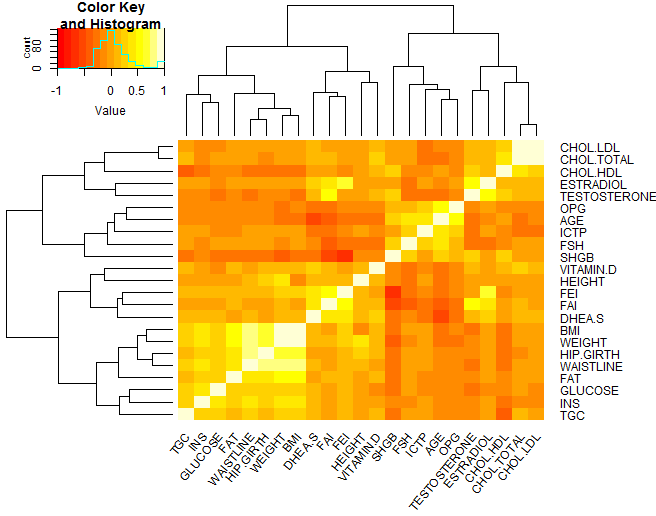 Color Key
and Histogram
Count
0 80
-1 0 0.5 1
Value
CHOL.LDL
CHOL.TOTAL
CHOL.HDL
ESTRADIOL
TESTOSTERONE
OPG
AGE
ICTP
FSH
SHGB
VITAMIN.D
HEIGHT
FEI
FAI
DHEA.S
BMI
WEIGHT
HIP.GIRTH
WAISTLINE
FAT
GLUCOSE
INS
TGC
TGC
INS
GLUCOSE
FAT
WAISTLINE
HIP.GIRTH
WEIGHT
BMI
DHEA.S
FAI
FEI
HEIGHT
VITAMIN.D
SHGB
FSH
ICTP
AGE
OPG
TESTOSTERONE
ESTRADIOL
CHOL.HDL
CHOL.TOTAL
CHOL.LDL